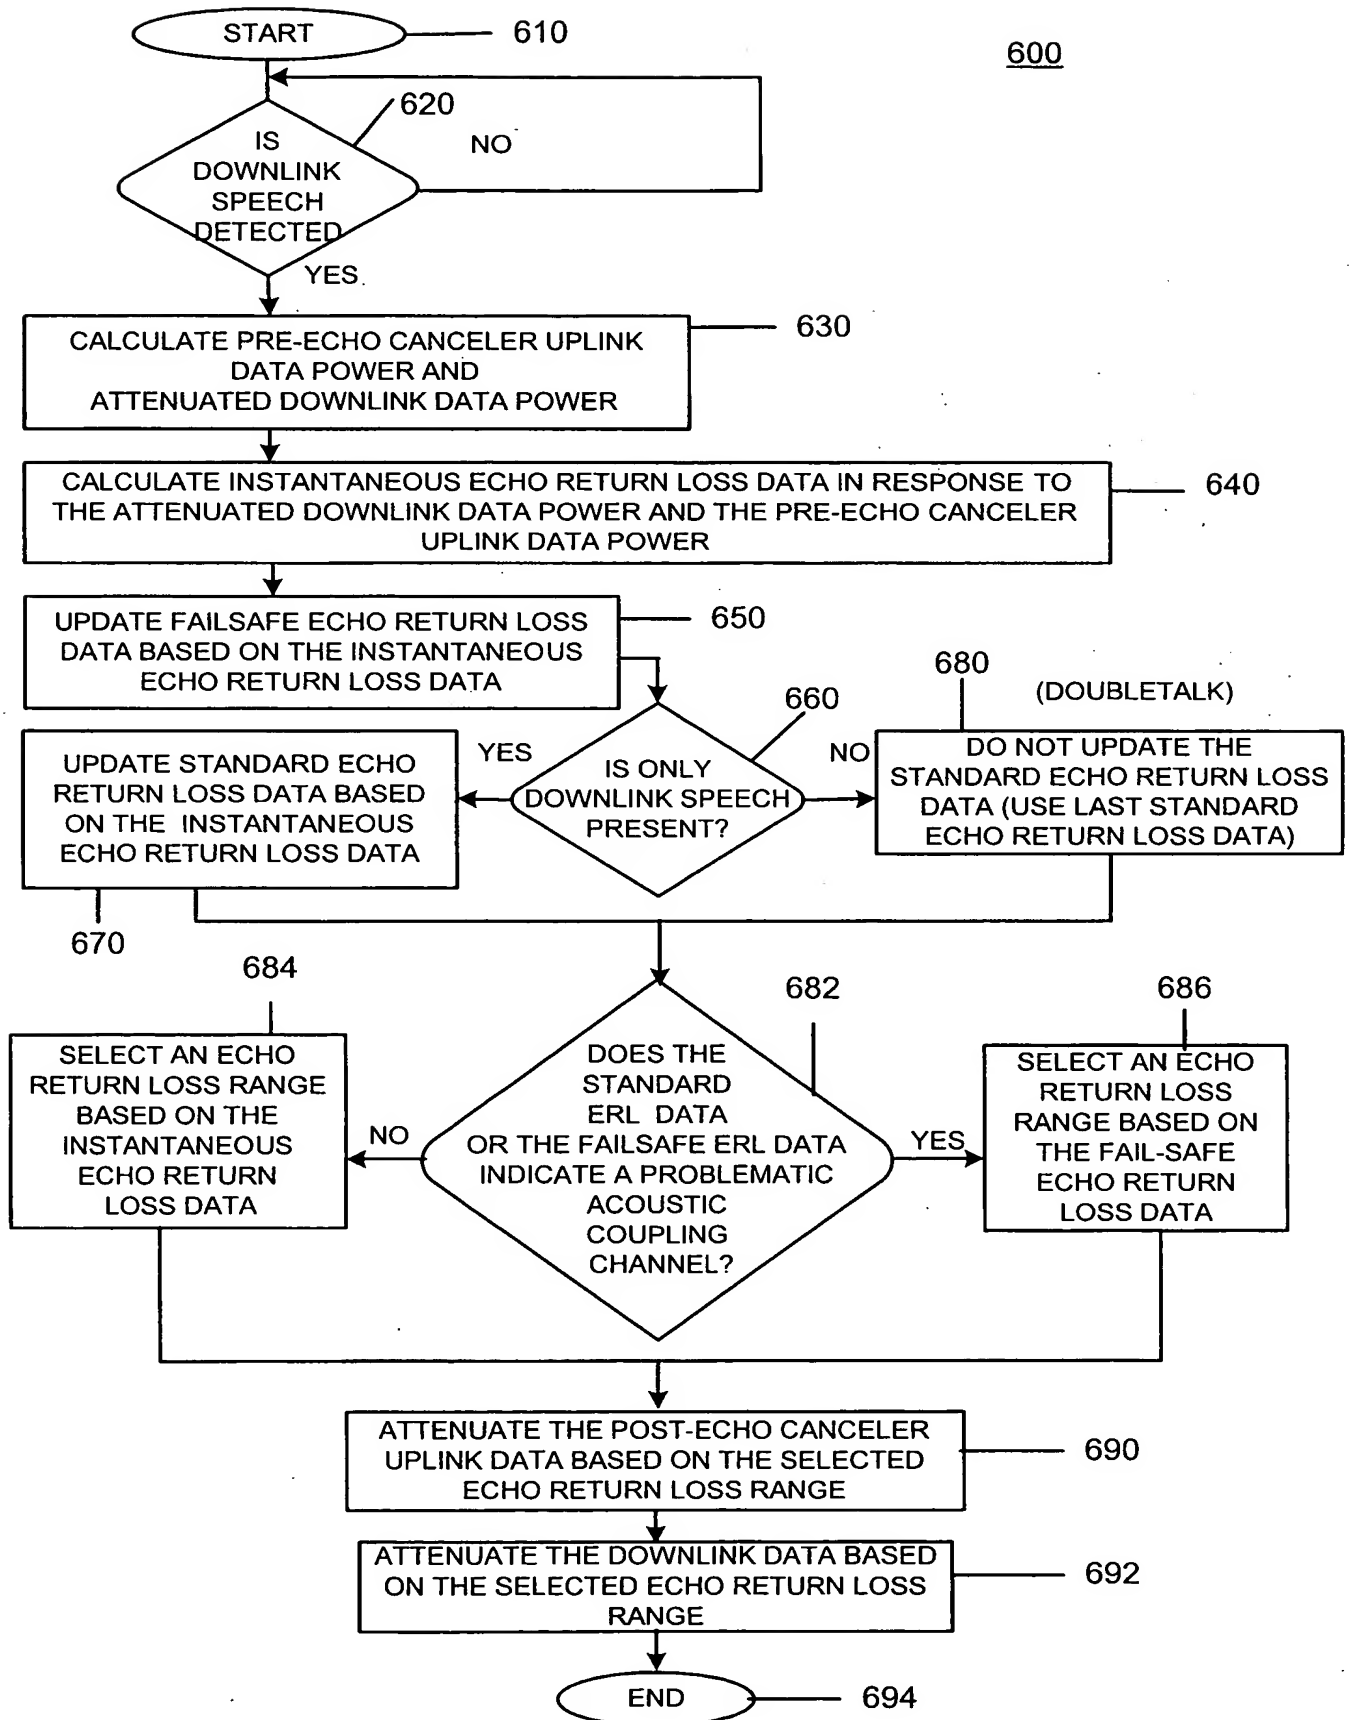 START
610
600
620
IS
DOWNLINK
SPEECH
DETECTED
NO
YES
CALCULATE PRE-ECHO CANCELER UPLINK
DATA POWER AND
ATTENUATED DOWNLINK DATA POWER
630
CALCULATE INSTANTANEOUS ECHO RETURN LOSS DATA IN RESPONSE TO
THE ATTENUATED DOWNLINK DATA POWER AND THE PRE-ECHO CANCELER
UPLINK DATA POWER
640
UPDATE FAILSAFE ECHO RETURN LOSS
DATA BASED ON THE INSTANTANEOUS
ECHO RETURN LOSS DATA
650
660
IS ONLY
DOWNLINK SPEECH
PRESENT?
YES
NO
UPDATE STANDARD ECHO
RETURN LOSS DATA BASED
ON THE INSTANTANEOUS
ECHO RETURN LOSS DATA
670
680
(DOUBLETALK)
DO NOT UPDATE THE
STANDARD ECHO RETURN LOSS
DATA (USE LAST STANDARD
ECHO RETURN LOSS DATA)
682
DOES THE
STANDARD
ERL DATA
OR THE FAILSAFE ERL DATA
INDICATE A PROBLEMATIC
ACOUSTIC
COUPLING
CHANNEL?
NO
YES
684
SELECT AN ECHO
RETURN LOSS RANGE
BASED ON THE
INSTANTANEOUS
ECHO RETURN
LOSS DATA
686
SELECT AN ECHO
RETURN LOSS
RANGE BASED ON
THE FAIL-SAFE
ECHO RETURN
LOSS DATA
ATTENUATE THE POST-ECHO CANCELER
UPLINK DATA BASED ON THE SELECTED
ECHO RETURN LOSS RANGE
690
ATTENUATE THE DOWNLINK DATA BASED
ON THE SELECTED ECHO RETURN LOSS
RANGE
692
END
694